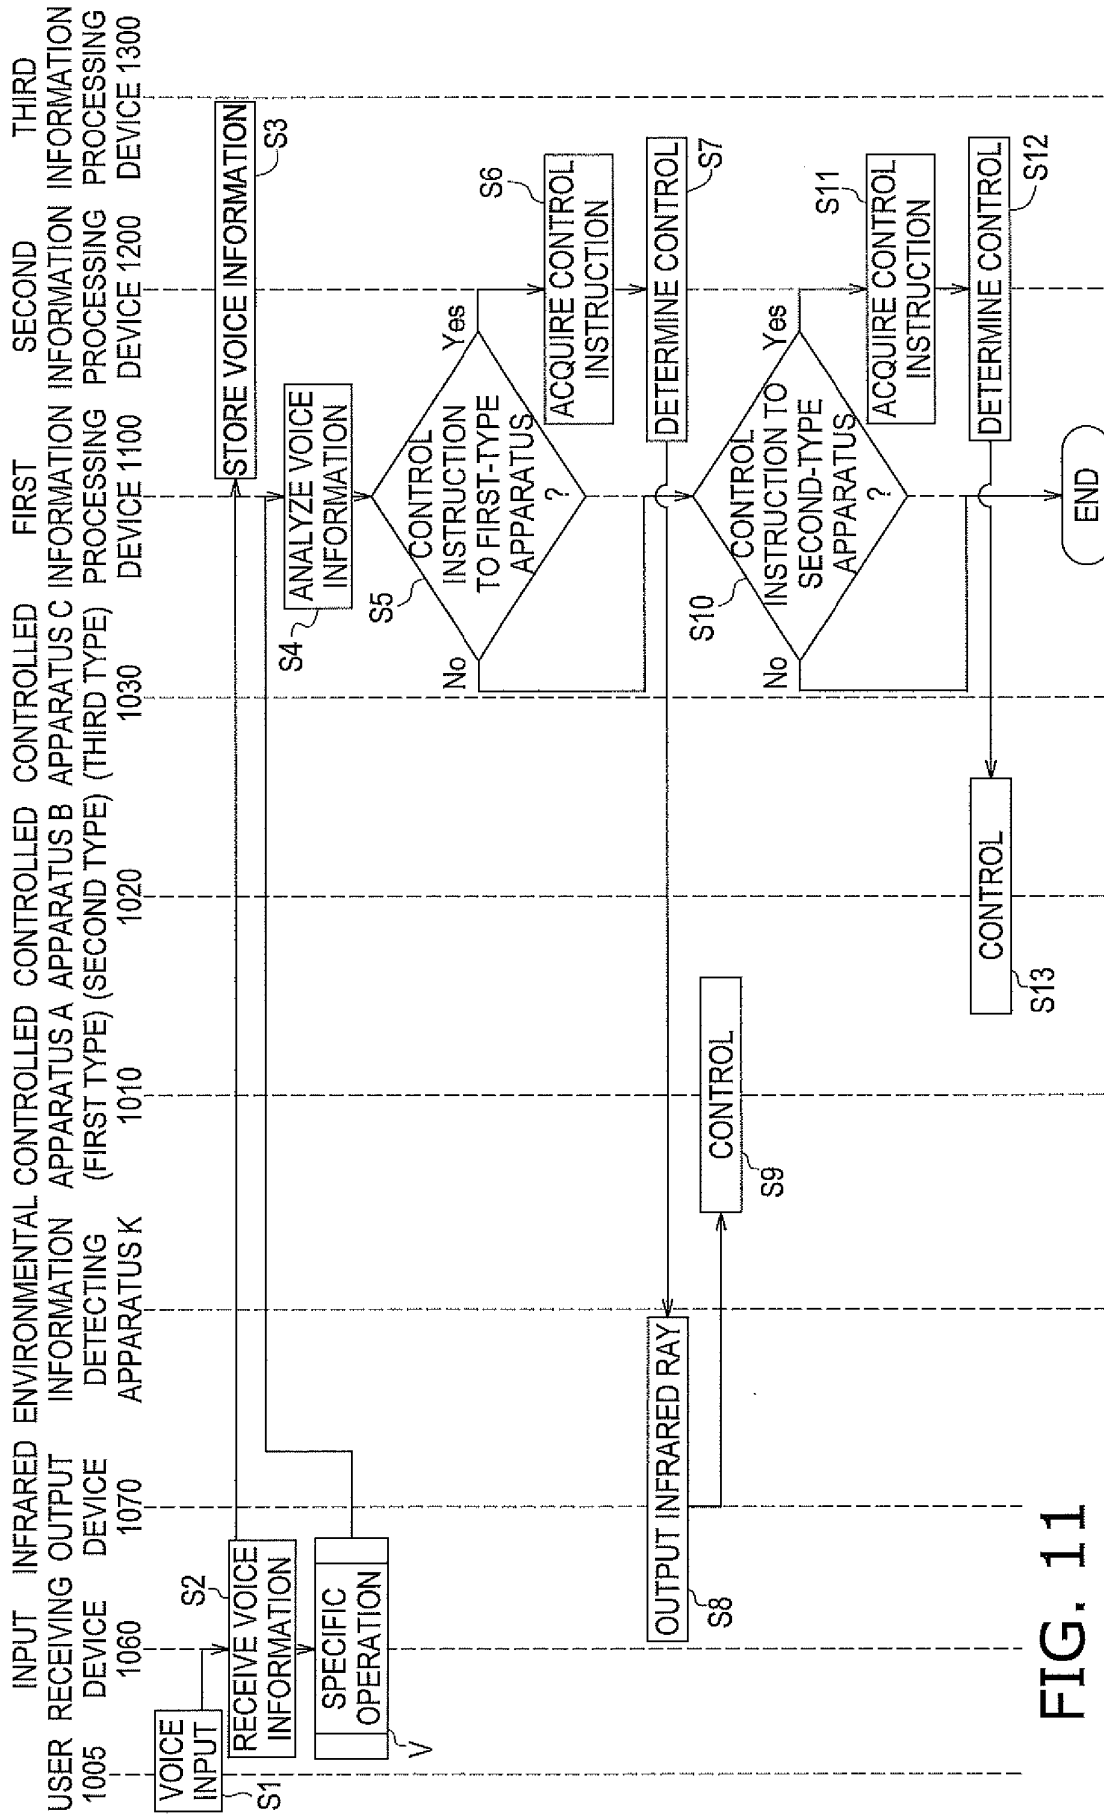 USER
1005
INPUT
RECEIVING
DEVICE
1060
INFRARED
OUTPUT
DEVICE
1070
ENVIRONMENTAL
INFORMATION
DETECTING
APPARATUS K
CONTROLLED
APPARATUS A
(FIRST TYPE)
1010
CONTROLLED
APPARATUS B
(SECOND TYPE)
1020
CONTROLLED
APPARATUS C
(THIRD TYPE)
1030
FIRST
INFORMATION
PROCESSING
DEVICE 1100
SECOND
INFORMATION
PROCESSING
DEVICE 1200
THIRD
INFORMATION
PROCESSING
DEVICE 1300
VOICE
INPUT
S1
S2
RECEIVE VOICE
INFORMATION
STORE VOICE INFORMATION
S3
SPECIFIC
OPERATION
V
ANALYZE VOICE
INFORMATION
S4
S5
CONTROL
INSTRUCTION
TO FIRST-TYPE
APPARATUS
?
No
Yes
S6
ACQUIRE CONTROL
INSTRUCTION
DETERMINE CONTROL
S7
OUTPUT INFRARED RAY
S8
CONTROL
S9
S10
CONTROL
INSTRUCTION TO
SECOND-TYPE
APPARATUS
?
No
Yes
S11
ACQUIRE CONTROL
INSTRUCTION
DETERMINE CONTROL
S12
CONTROL
S13
END
FIG. 11